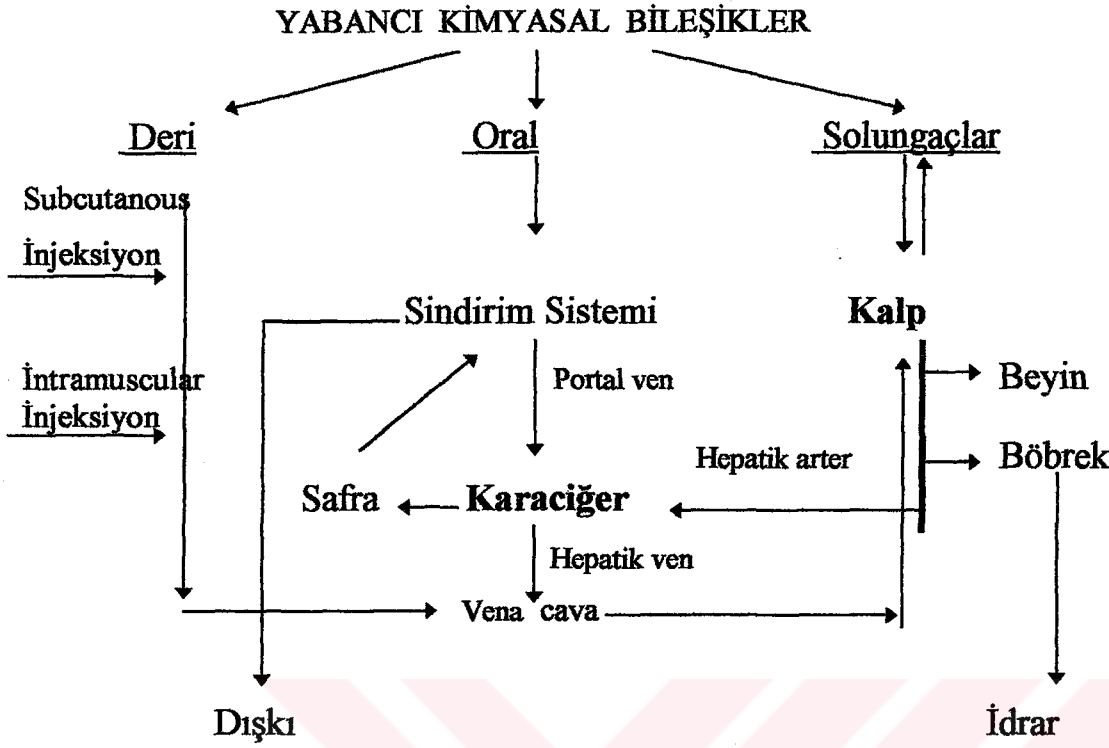 YABANCI KİMYASAL BİLEŞİKLER
Deri
Oral
Solungaçlar
Subcutanous
İnjeksiyon
Sindirim Sistemi
Kalp
İntramuscular
İnjeksiyon
Portal ven
Beyin
Hepatik arter
Böbrek
Safra
Karaciğer
Hepatik ven
Vena cava
Dışkı
İdrar